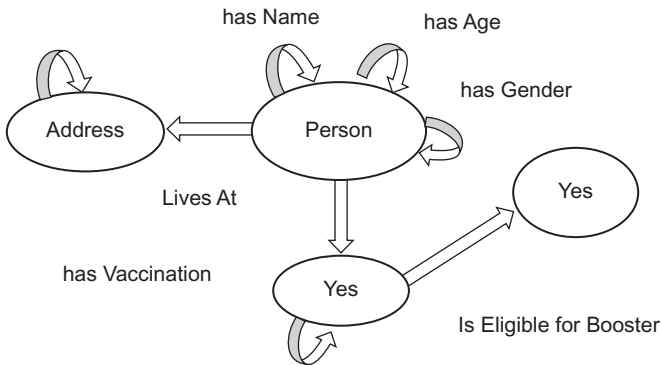 has Name
has Age
has Gender
Address
Person
Yes
Lives At
has Vaccination
Yes
Is Eligible for Booster